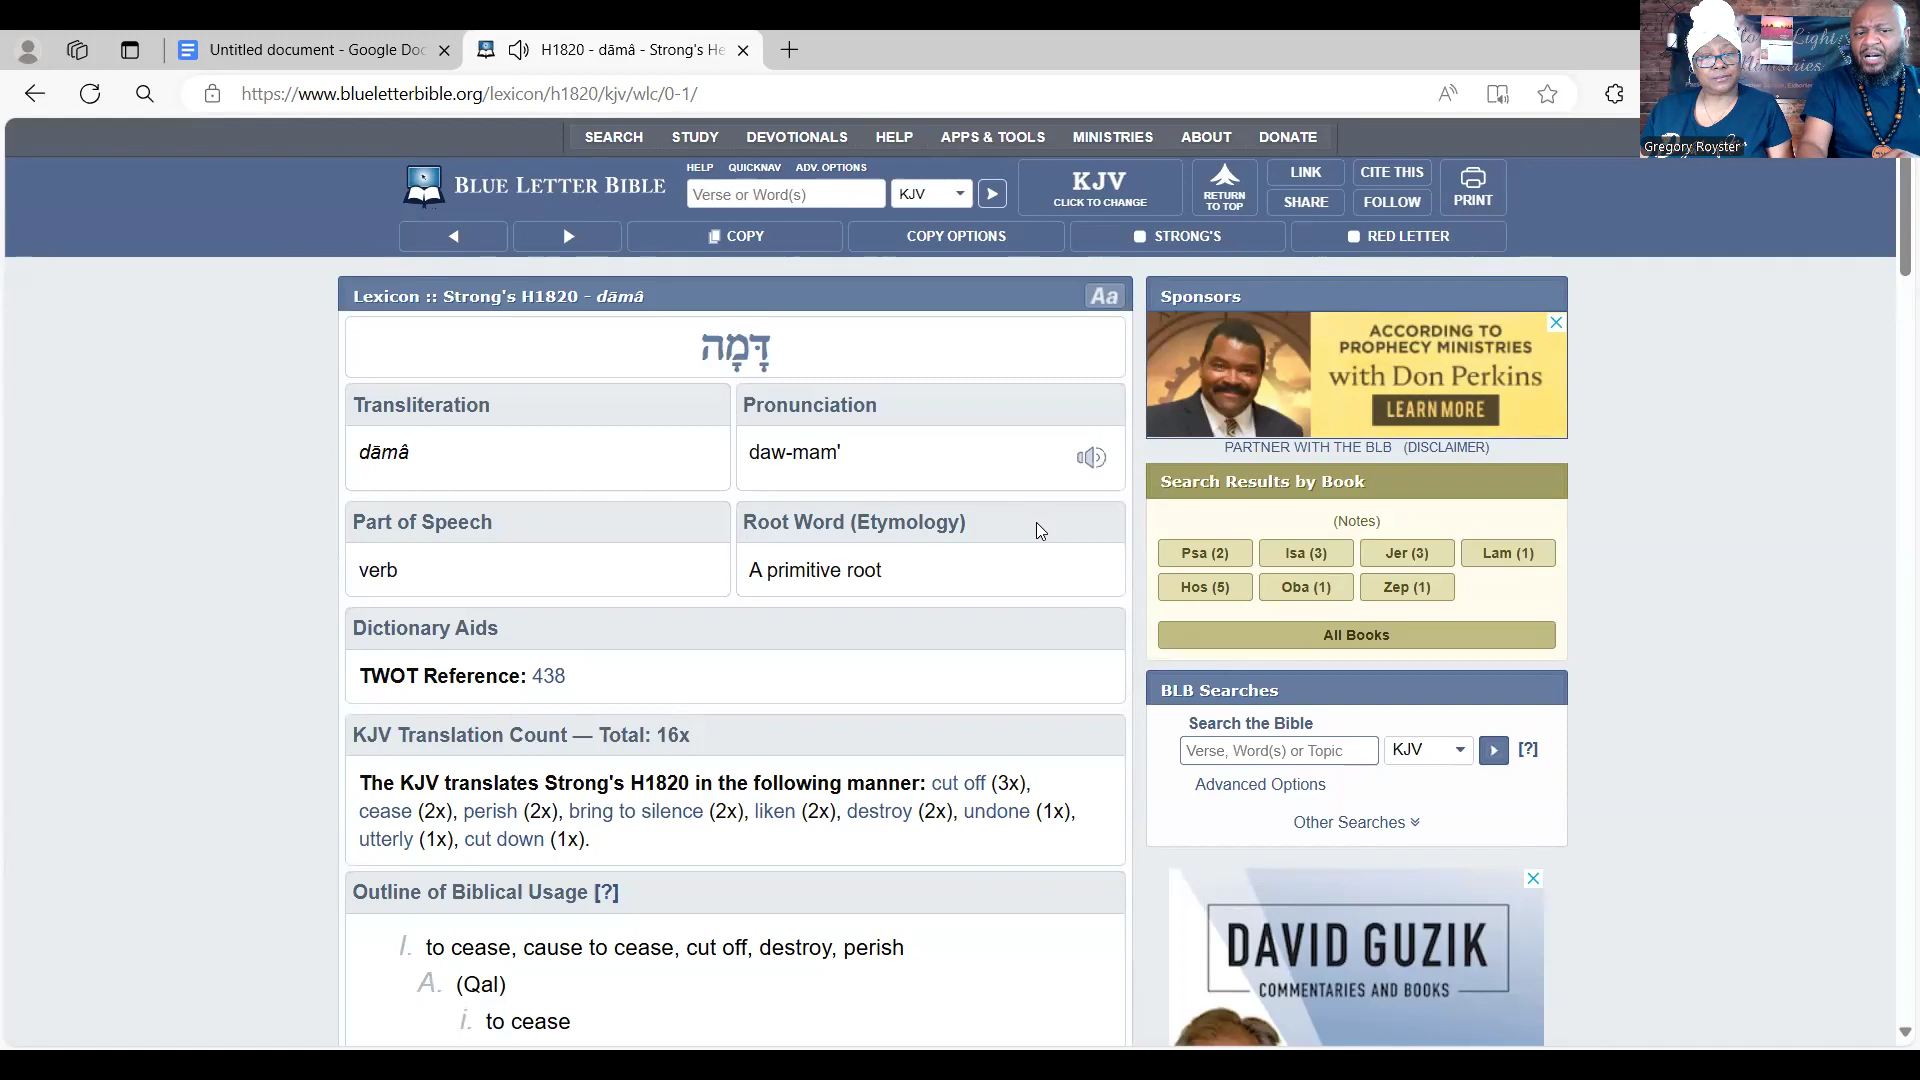 Untitled document - Google Doc
H1820 - dāmâ - Strong's He
https://www.blueletterbible.org/lexicon/h1820/kjv/wlc/0-1/
Gregory Royster
SEARCH STUDY DEVOTIONALS HELP APPS & TOOLS MINISTRIES ABOUT DONATE
BLUE LETTER BIBLE
HELP QUICKNAV ADV. OPTIONS
Verse or Word(s) KJV
KJV
CLICK TO CHANGE
RETURN
TO TOP
LINK CITE THIS
SHARE FOLLOW
PRINT
COPY COPY OPTIONS STRONG'S RED LETTER
Lexicon :: Strong's H1820 - dāmâ Aa
דָּמָה
Transliteration Pronunciation
dāmâ daw-mam'
Part of Speech Root Word (Etymology)
verb A primitive root
Dictionary Aids
TWOT Reference: 438
KJV Translation Count — Total: 16x
The KJV translates Strong's H1820 in the following manner: cut off (3x),
cease (2x), perish (2x), bring to silence (2x), liken (2x), destroy (2x), undone (1x),
utterly (1x), cut down (1x).
Outline of Biblical Usage [?]
I. to cease, cause to cease, cut off, destroy, perish
A. (Qal)
i. to cease
Sponsors
ACCORDING TO
PROPHECY MINISTRIES
with Don Perkins
LEARN MORE
PARTNER WITH THE BLB (DISCLAIMER)
Search Results by Book
(Notes)
Psa (2) Isa (3) Jer (3) Lam (1)
Hos (5) Oba (1) Zep (1)
All Books
BLB Searches
Search the Bible
Verse, Word(s) or Topic KJV [?]
Advanced Options
Other Searches
DAVID GUZIK
COMMENTARIES AND BOOKS